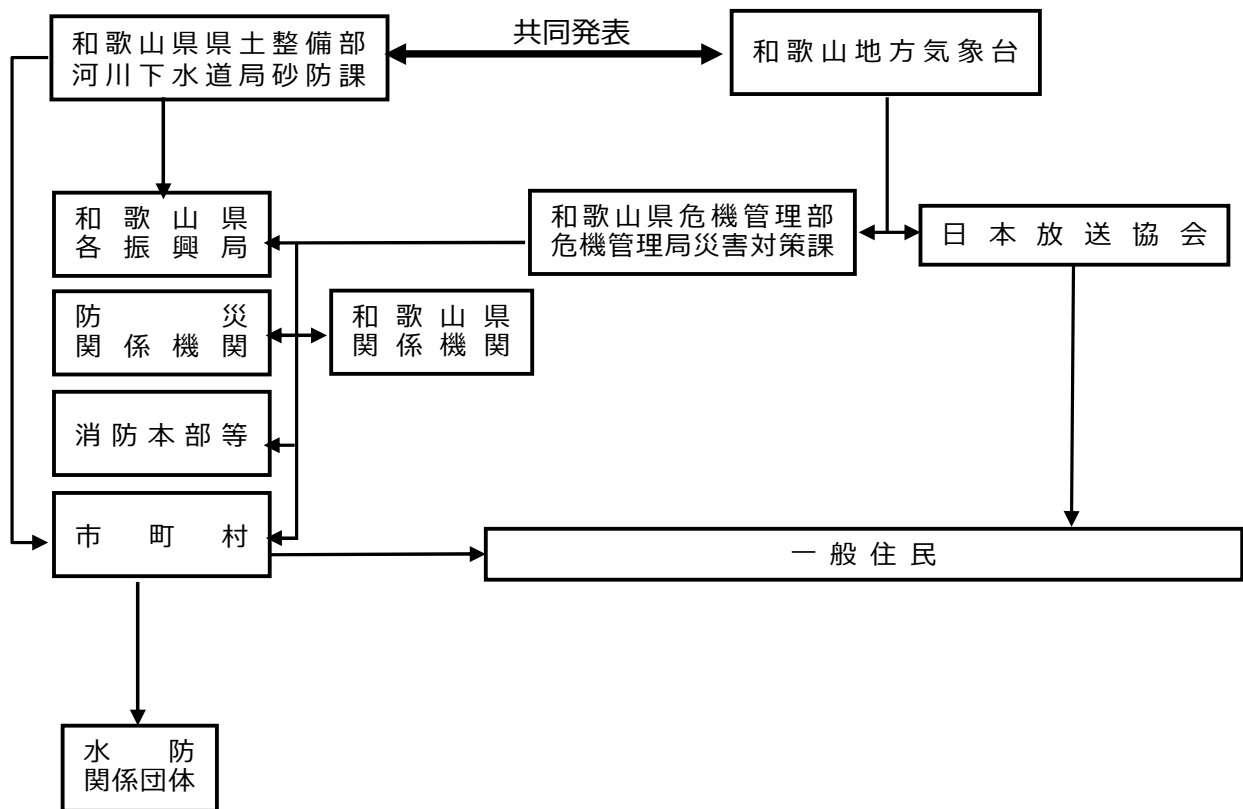 和歌山県県土整備部
河川下水道局砂防課
共同発表
和歌山地方気象台
和歌山県
各振興局
和歌山県危機管理部
危機管理局災害対策課
日本放送協会
防災
関係機関
和歌山県
関係機関
消防本部等
市町村
一般住民
水防
関係団体